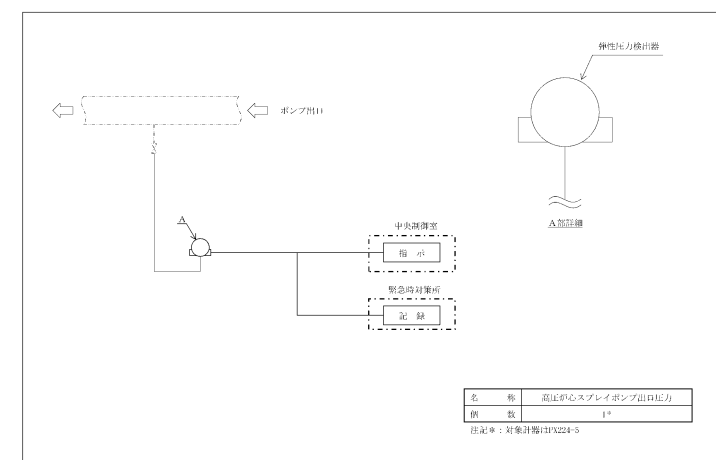 弾性圧力検出器
ポンプ出口
A
A部詳細
中央制御室
指 示
緊急時対策所
記 録
名 称 高圧炉心スプレイポンプ出口圧力
個 数 1*
注記*：対象計器はPX224-5